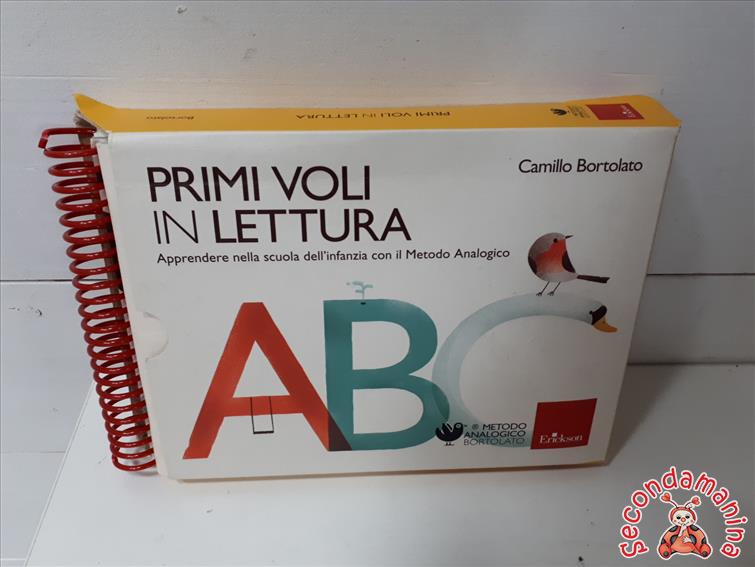 Bortolato
PRIMI VOLI IN LETTURA
Erickson
PRIMI VOLI
IN LETTURA
Camillo Bortolato
Apprendere nella scuola dell'infanzia con il Metodo Analogico
ABC
® METODO
ANALOGICO
BORTOLATO
Erickson
secondamanina